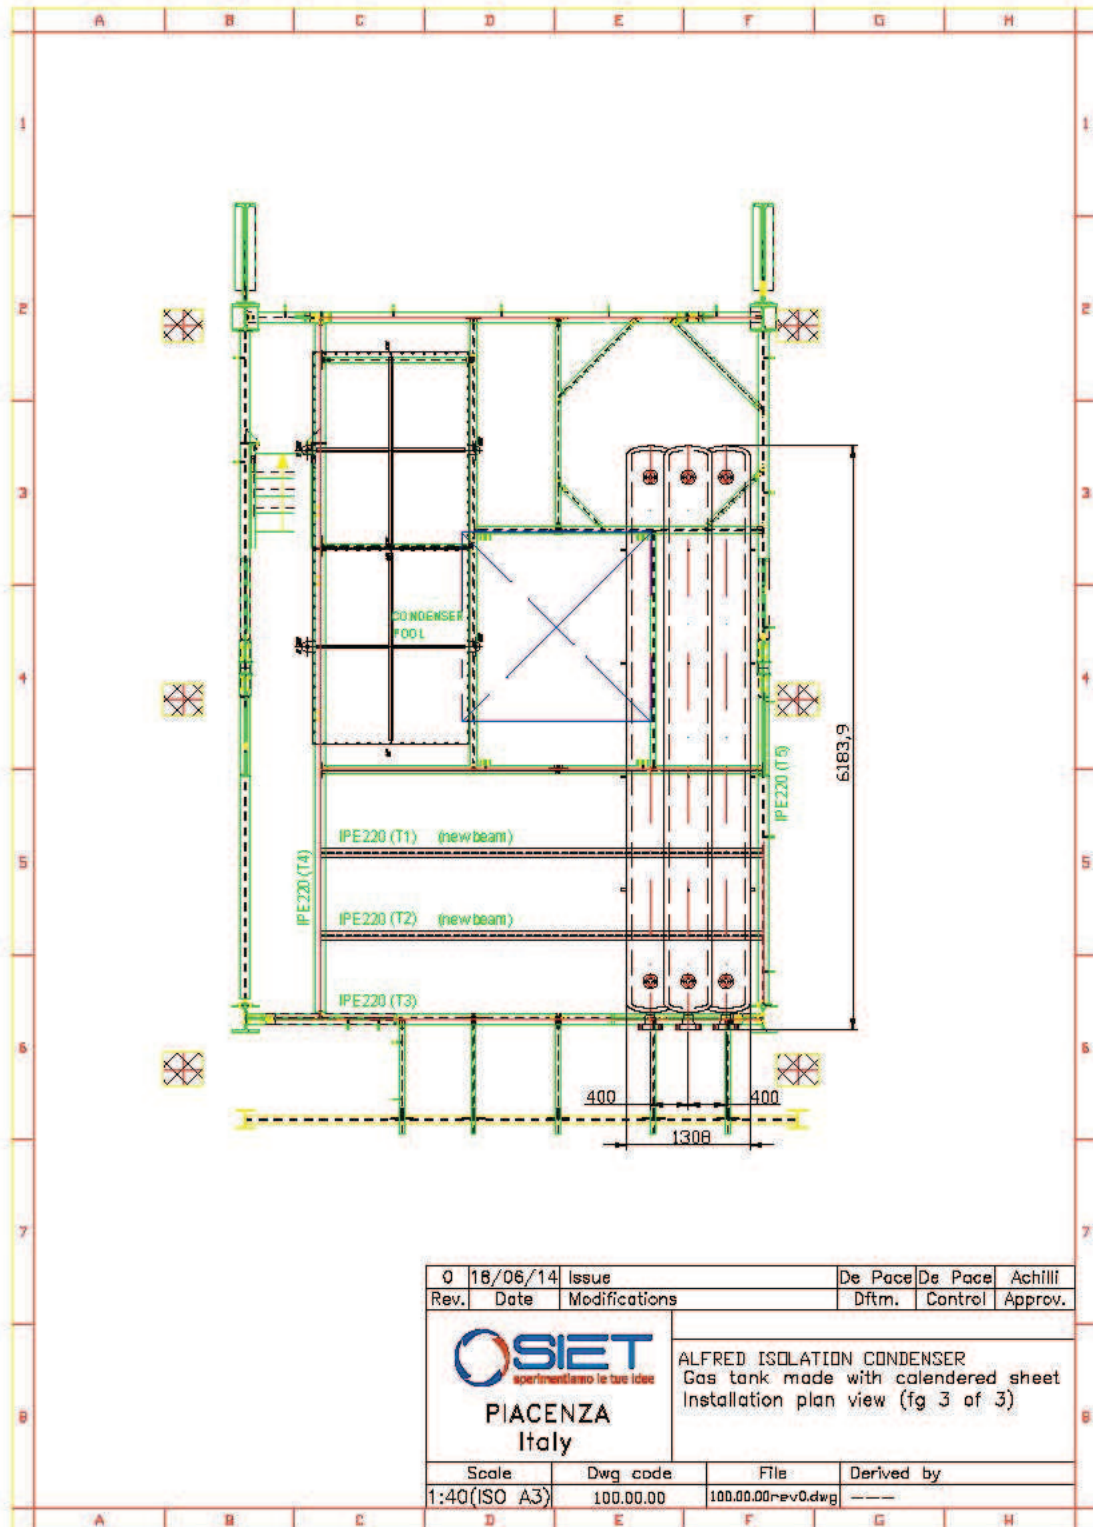 A B C D E F G H
1
2
3
CONDENSER
POOL
4
6183,9
IPE220 (T5)
IPE220 (T1) (new beam)
5
IPE220 (T4)
IPE220 (T2) (new beam)
IPE220 (T3)
6
400 400
1308
7
0 18/06/14 Issue De Pace De Pace Achilli
Rev. Date Modifications Dftm. Control Approv.
SIET
sperimentiamo le tue idee
PIACENZA
Italy
ALFRED ISOLATION CONDENSER
Gas tank made with calendered sheet
Installation plan view (fg 3 of 3)
8
Scale Dwg code File Derived by
1:40(ISO A3) 100.00.00 100.00.00rev0.dwg ---
A B C D E F G H